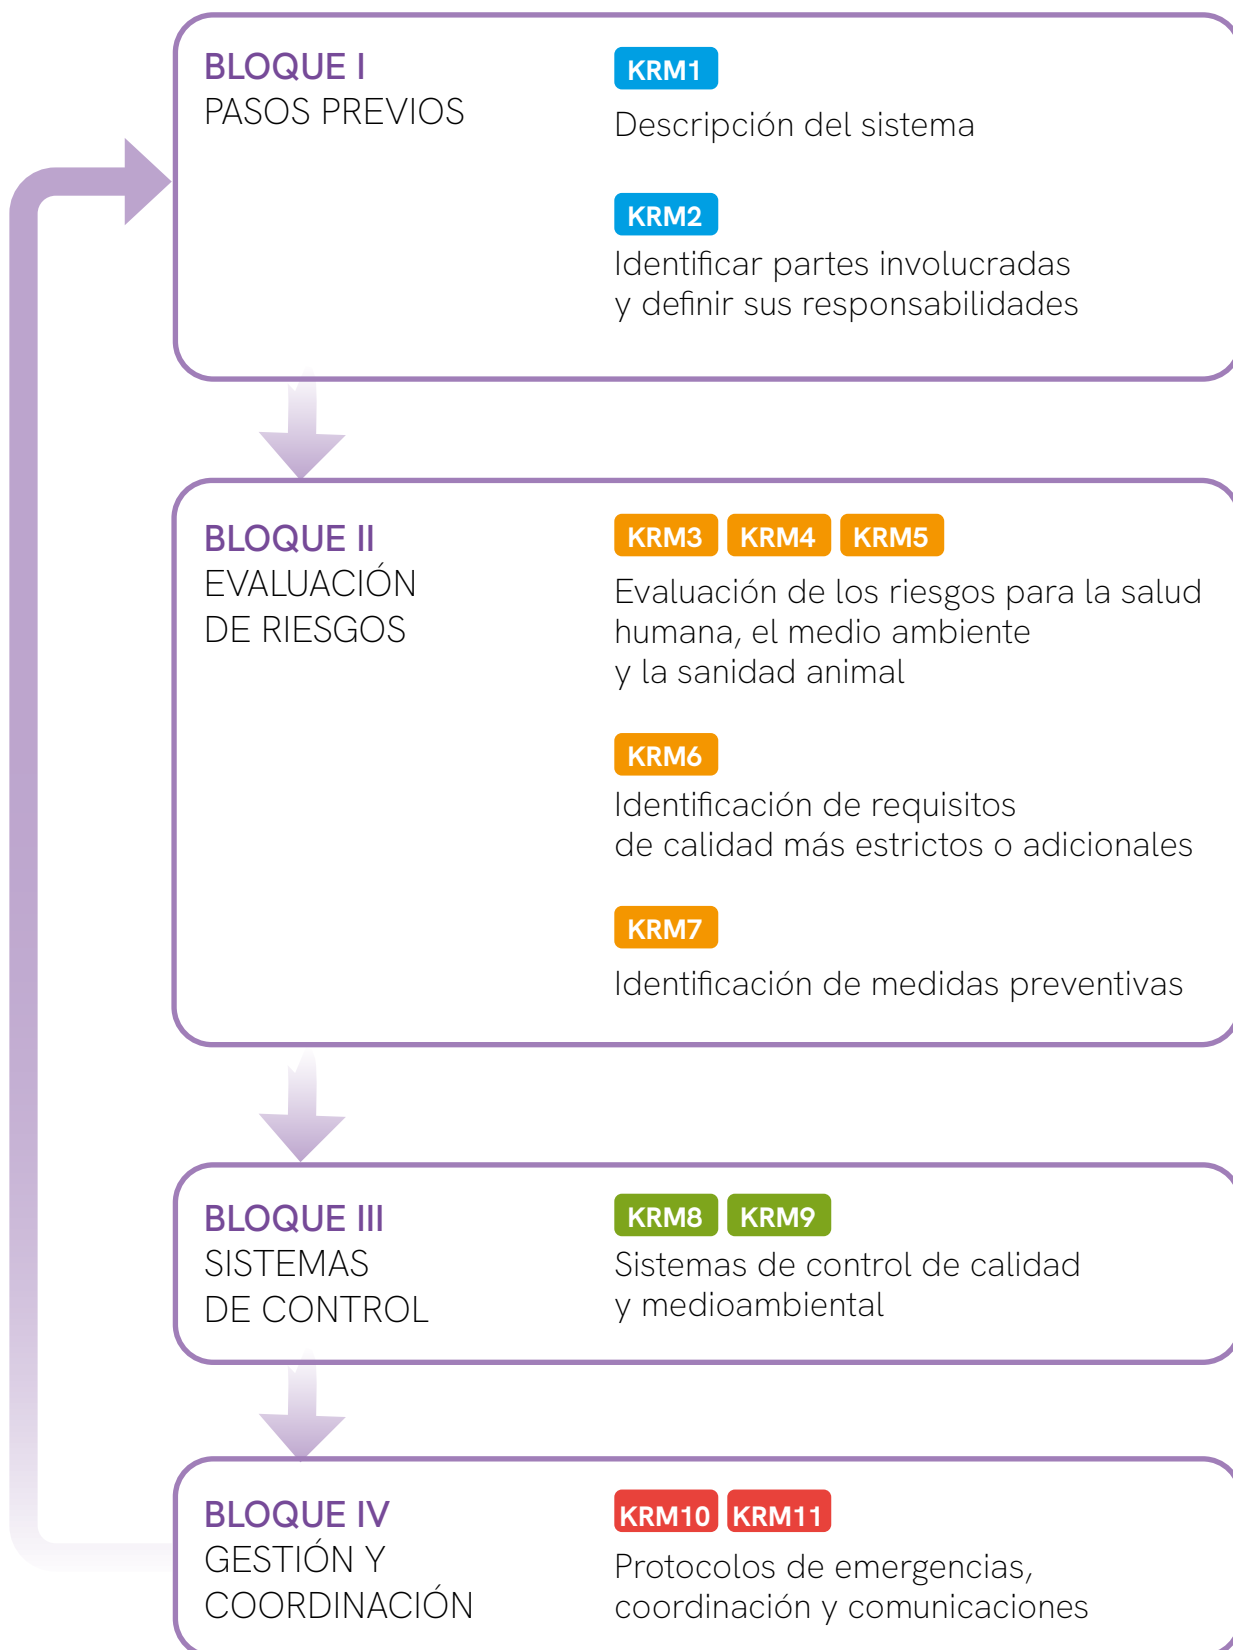 BLOQUE I
PASOS PREVIOS
KRM1
Descripción del sistema
KRM2
Identificar partes involucradas
y definir sus responsabilidades
BLOQUE II
EVALUACIÓN
DE RIESGOS
KRM3 KRM4 KRM5
Evaluación de los riesgos para la salud
humana, el medio ambiente
y la sanidad animal
KRM6
Identificación de requisitos
de calidad más estrictos o adicionales
KRM7
Identificación de medidas preventivas
BLOQUE III
SISTEMAS
DE CONTROL
KRM8 KRM9
Sistemas de control de calidad
y medioambiental
BLOQUE IV
GESTIÓN Y
COORDINACIÓN
KRM10 KRM11
Protocolos de emergencias,
coordinación y comunicaciones